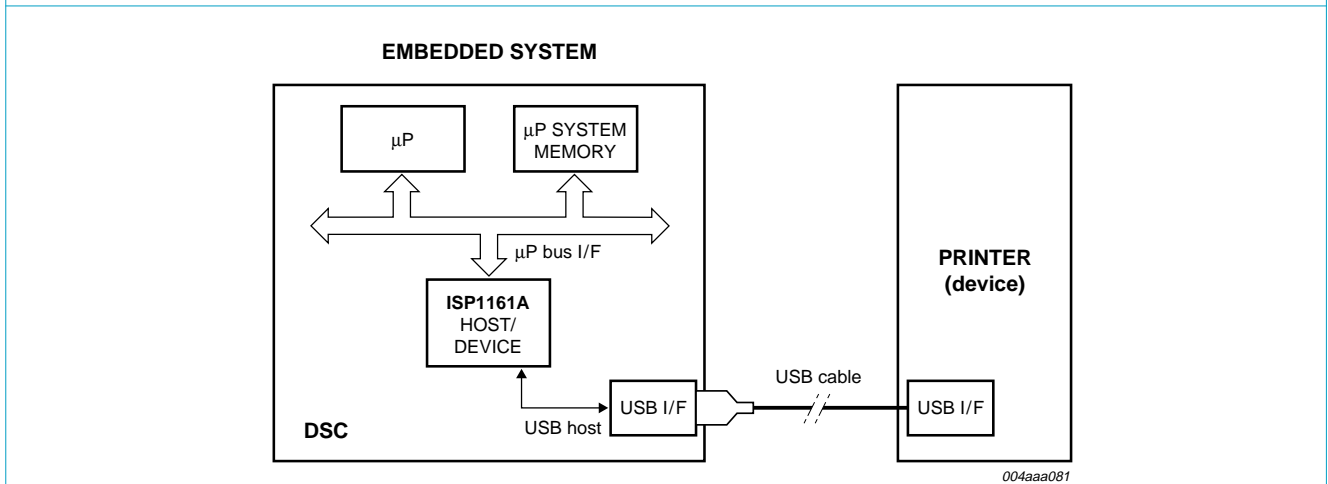 EMBEDDED SYSTEM
μP
μP SYSTEM
MEMORY
μP bus I/F
ISP1161A
HOST/
DEVICE
USB host
USB I/F
DSC
USB cable
PRINTER
(device)
USB I/F
004aaa081